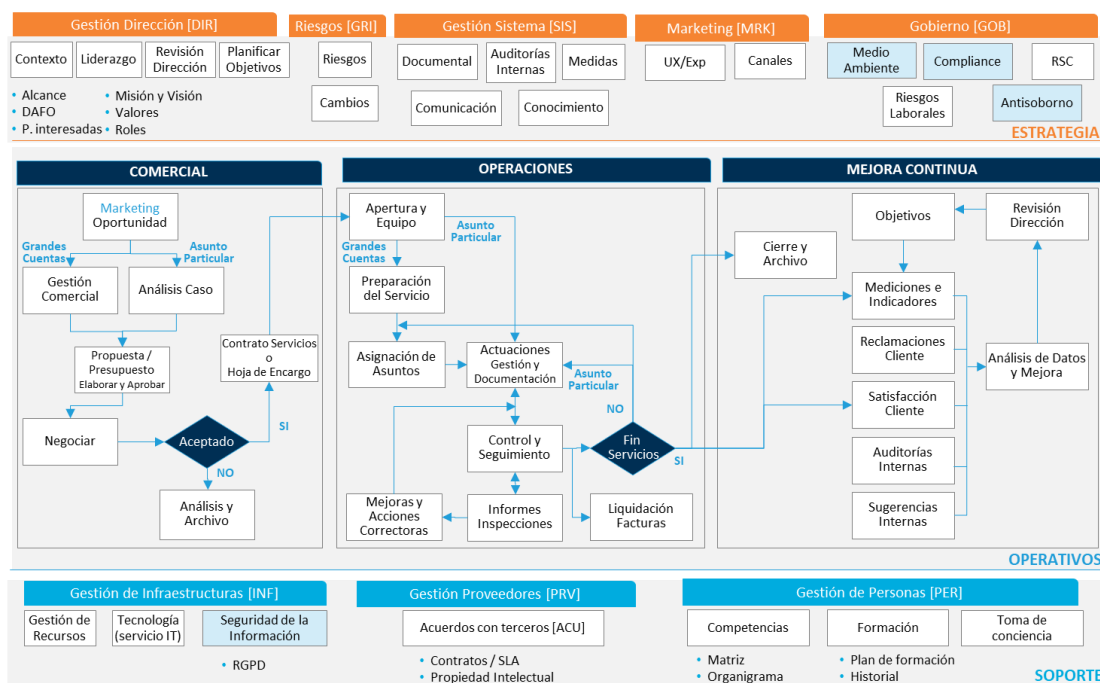 Gestión Dirección [DIR]
Riesgos [GRI]
Gestión Sistema [SIS]
Marketing [MRK]
Gobierno [GOB]
Contexto
Liderazgo
Revisión
Dirección
Planificar
Objetivos
Riesgos
Documental
Auditorías
Internas
Medidas
UX/Exp
Canales
Medio
Ambiente
Compliance
RSC
• Alcance
• DAFO
• P. interesadas
• Misión y Visión
• Valores
• Roles
Cambios
Comunicación
Conocimiento
Riesgos
Laborales
Antisoborno
ESTRATEGIA
COMERCIAL
Marketing
Oportunidad
Grandes
Cuentas
Asunto
Particular
Gestión
Comercial
Análisis Caso
Propuesta /
Presupuesto
Elaborar y Aprobar
Contrato Servicios
o
Hoja de Encargo
Negociar
Aceptado
SI
NO
Análisis y
Archivo
OPERACIONES
Apertura y
Equipo
Grandes
Cuentas
Asunto
Particular
Preparación
del Servicio
Asignación de
Asuntos
Actuaciones
Gestión y
Documentación
Asunto
Particular
NO
Control y
Seguimiento
Fin
Servicios
SI
Mejoras y
Acciones
Correctoras
Informes
Inspecciones
Liquidación
Facturas
MEJORA CONTINUA
Objetivos
Revisión
Dirección
Cierre y
Archivo
Mediciones e
Indicadores
Reclamaciones
Cliente
Análisis de Datos
y Mejora
Satisfacción
Cliente
Auditorías
Internas
Sugerencias
Internas
OPERATIVOS
Gestión de Infraestructuras [INF]
Gestión Proveedores [PRV]
Gestión de Personas [PER]
Gestión de
Recursos
Tecnología
(servicio IT)
Seguridad de la
Información
• RGPD
Acuerdos con terceros [ACU]
• Contratos / SLA
• Propiedad Intelectual
Competencias
Formación
Toma de
conciencia
• Matriz
• Organigrama
• Plan de formación
• Historial
SOPORTE